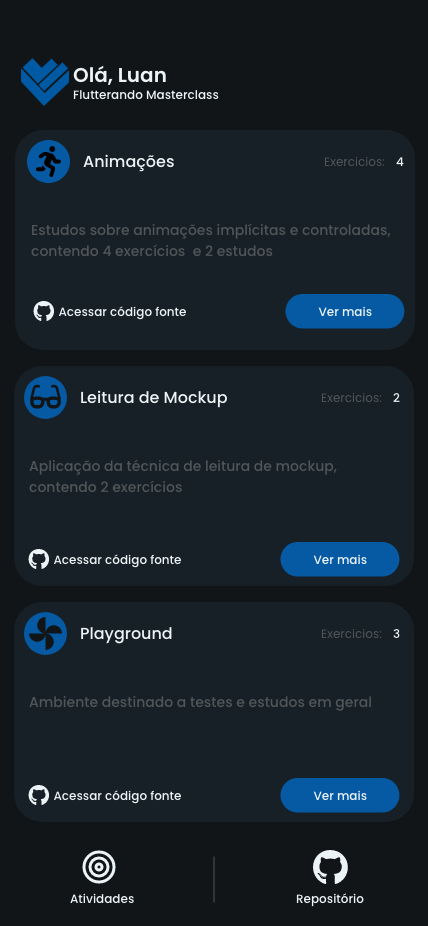 Olá, Luan
Flutterando Masterclass
Animações
Exercicios: 4
Estudos sobre animações implícitas e controladas,
contendo 4 exercícios e 2 estudos
Acessar código fonte
Ver mais
Leitura de Mockup
Exercicios: 2
Aplicação da técnica de leitura de mockup,
contendo 2 exercícios
Acessar código fonte
Ver mais
Playground
Exercicios: 3
Ambiente destinado a testes e estudos em geral
Acessar código fonte
Ver mais
Atividades
Repositório